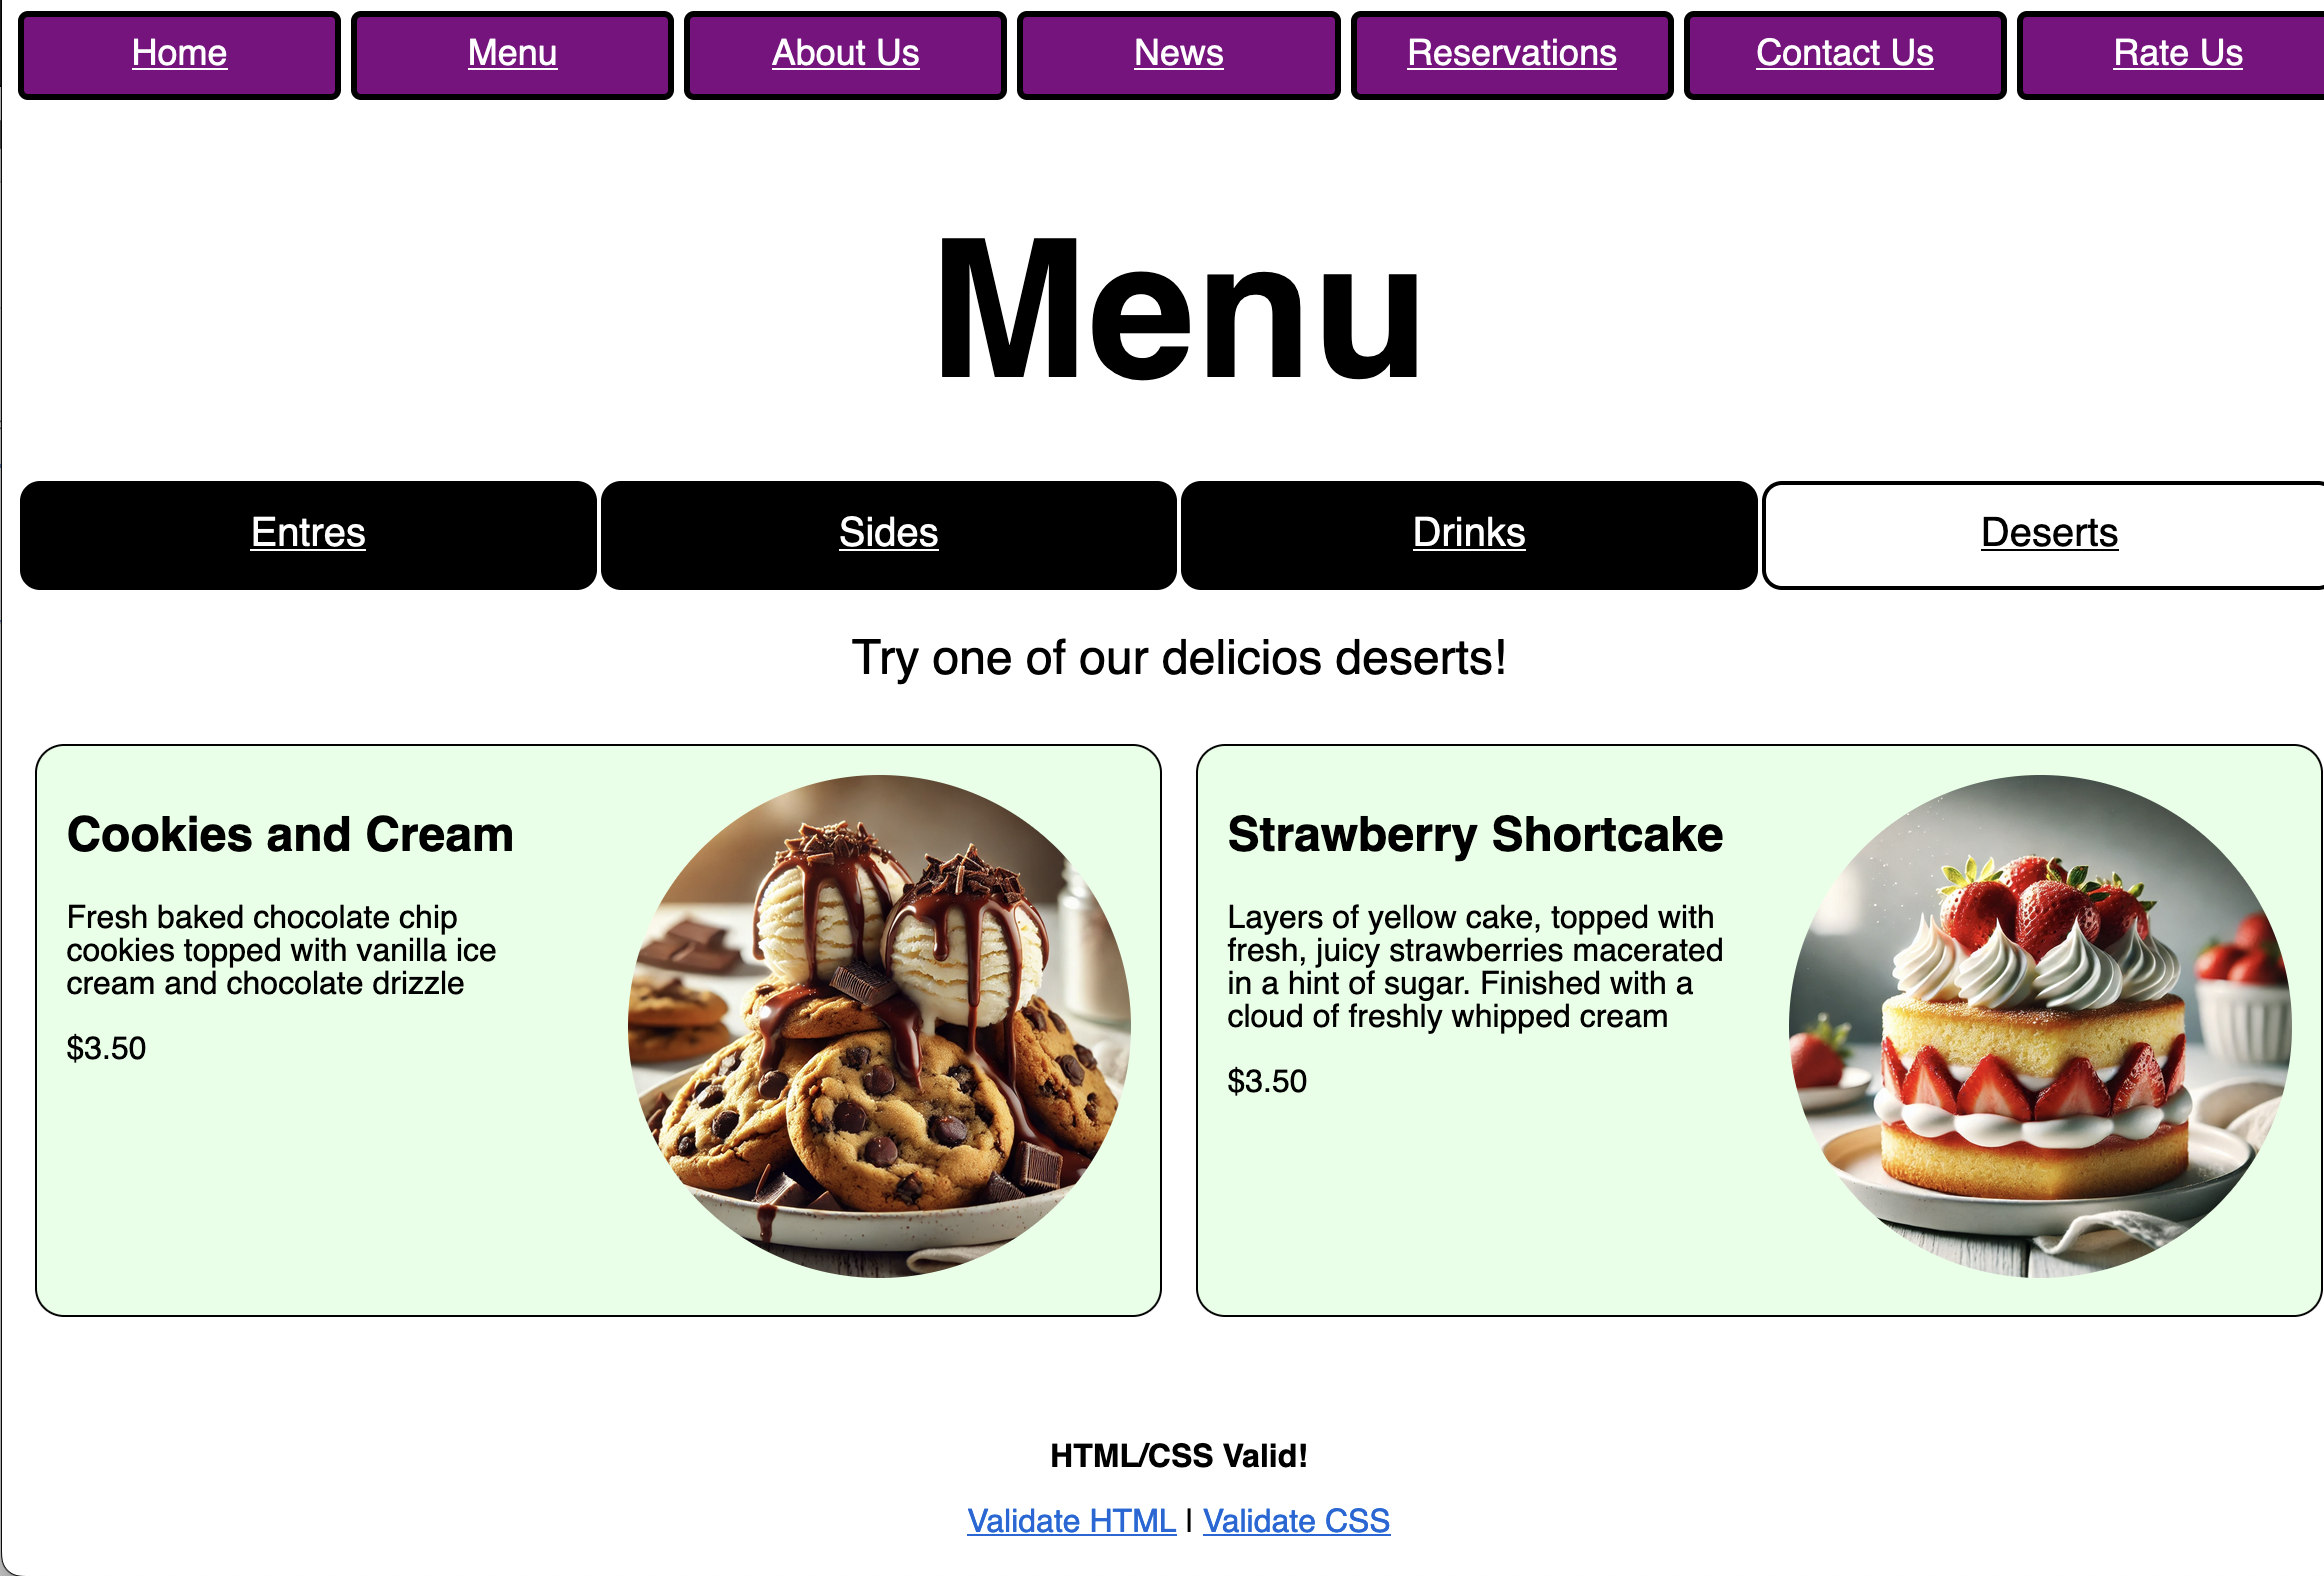 Home Menu About Us News Reservations Contact Us Rate Us
Menu
Entres Sides Drinks Deserts
Try one of our delicios deserts!
Cookies and Cream
Fresh baked chocolate chip
cookies topped with vanilla ice
cream and chocolate drizzle
$3.50
Strawberry Shortcake
Layers of yellow cake, topped with
fresh, juicy strawberries macerated
in a hint of sugar. Finished with a
cloud of freshly whipped cream
$3.50
HTML/CSS Valid!
Validate HTML | Validate CSS